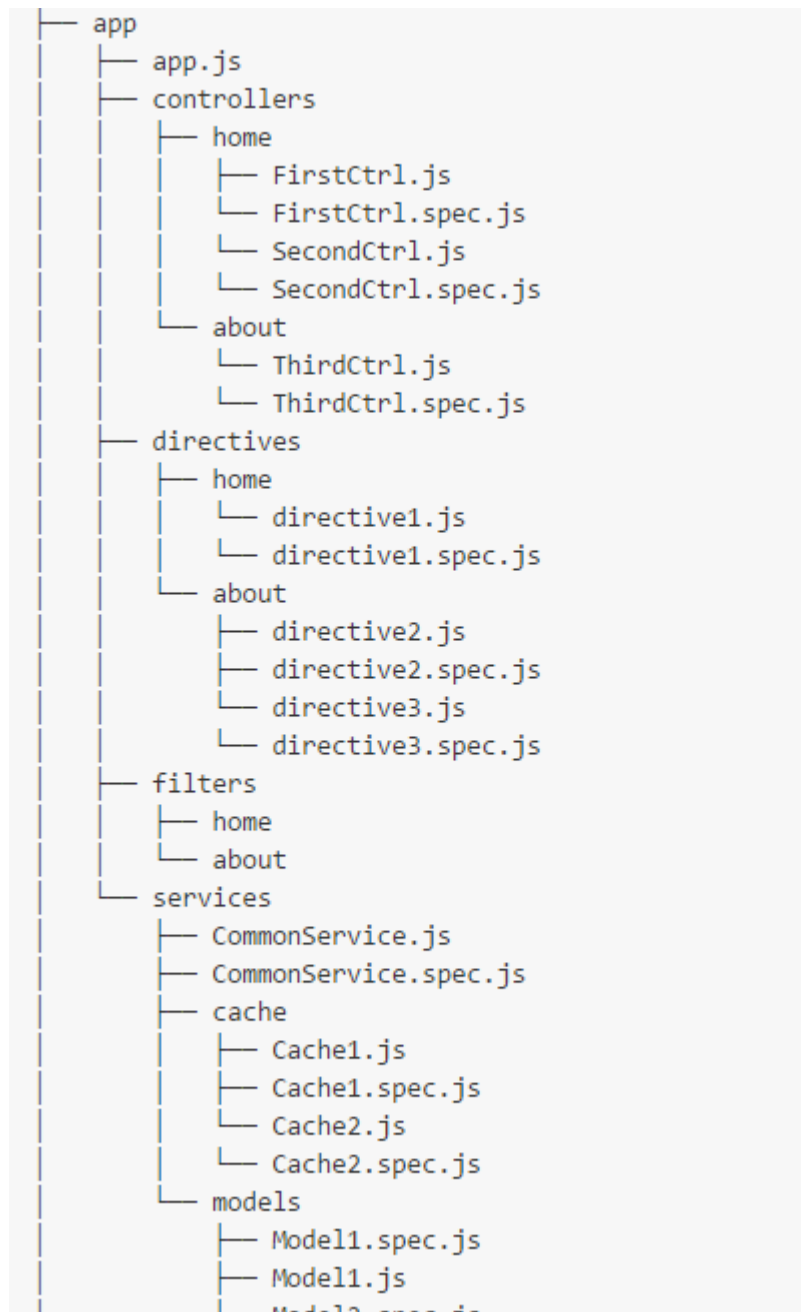 ├── app
│   ├── app.js
│   ├── controllers
│   │   ├── home
│   │   │   ├── FirstCtrl.js
│   │   │   └── FirstCtrl.spec.js
│   │   │   └── SecondCtrl.js
│   │   │   └── SecondCtrl.spec.js
│   │   └── about
│   │       └── ThirdCtrl.js
│   │       └── ThirdCtrl.spec.js
│   ├── directives
│   │   ├── home
│   │   │   └── directive1.js
│   │   │   └── directive1.spec.js
│   │   └── about
│   │       ├── directive2.js
│   │       ├── directive2.spec.js
│   │       └── directive3.js
│   │       └── directive3.spec.js
│   ├── filters
│   │   ├── home
│   │   └── about
│   └── services
│       ├── CommonService.js
│       ├── CommonService.spec.js
│       ├── cache
│       │   ├── Cache1.js
│       │   ├── Cache1.spec.js
│       │   └── Cache2.js
│       │   └── Cache2.spec.js
│       └── models
│           ├── Model1.spec.js
│           ├── Model1.js